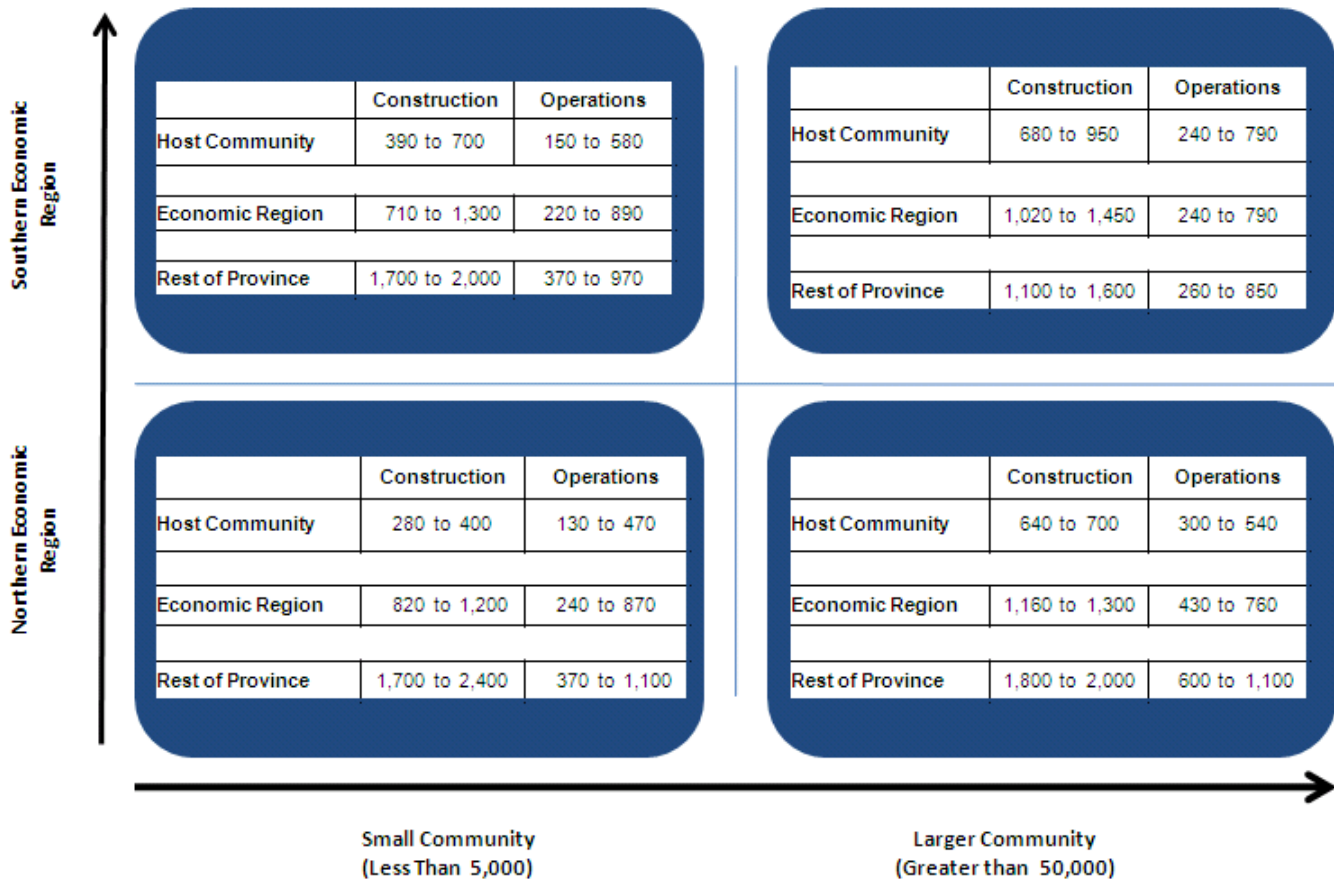 Southern Economic
Region
Construction Operations
Host Community 390 to 700 150 to 580
Economic Region 710 to 1,300 220 to 890
Rest of Province 1,700 to 2,000 370 to 970
Construction Operations
Host Community 680 to 950 240 to 790
Economic Region 1,020 to 1,450 240 to 790
Rest of Province 1,100 to 1,600 260 to 850
Northern Economic
Region
Construction Operations
Host Community 280 to 400 130 to 470
Economic Region 820 to 1,200 240 to 870
Rest of Province 1,700 to 2,400 370 to 1,100
Construction Operations
Host Community 640 to 700 300 to 540
Economic Region 1,160 to 1,300 430 to 760
Rest of Province 1,800 to 2,000 600 to 1,100
Small Community
(Less Than 5,000)
Larger Community
(Greater than 50,000)